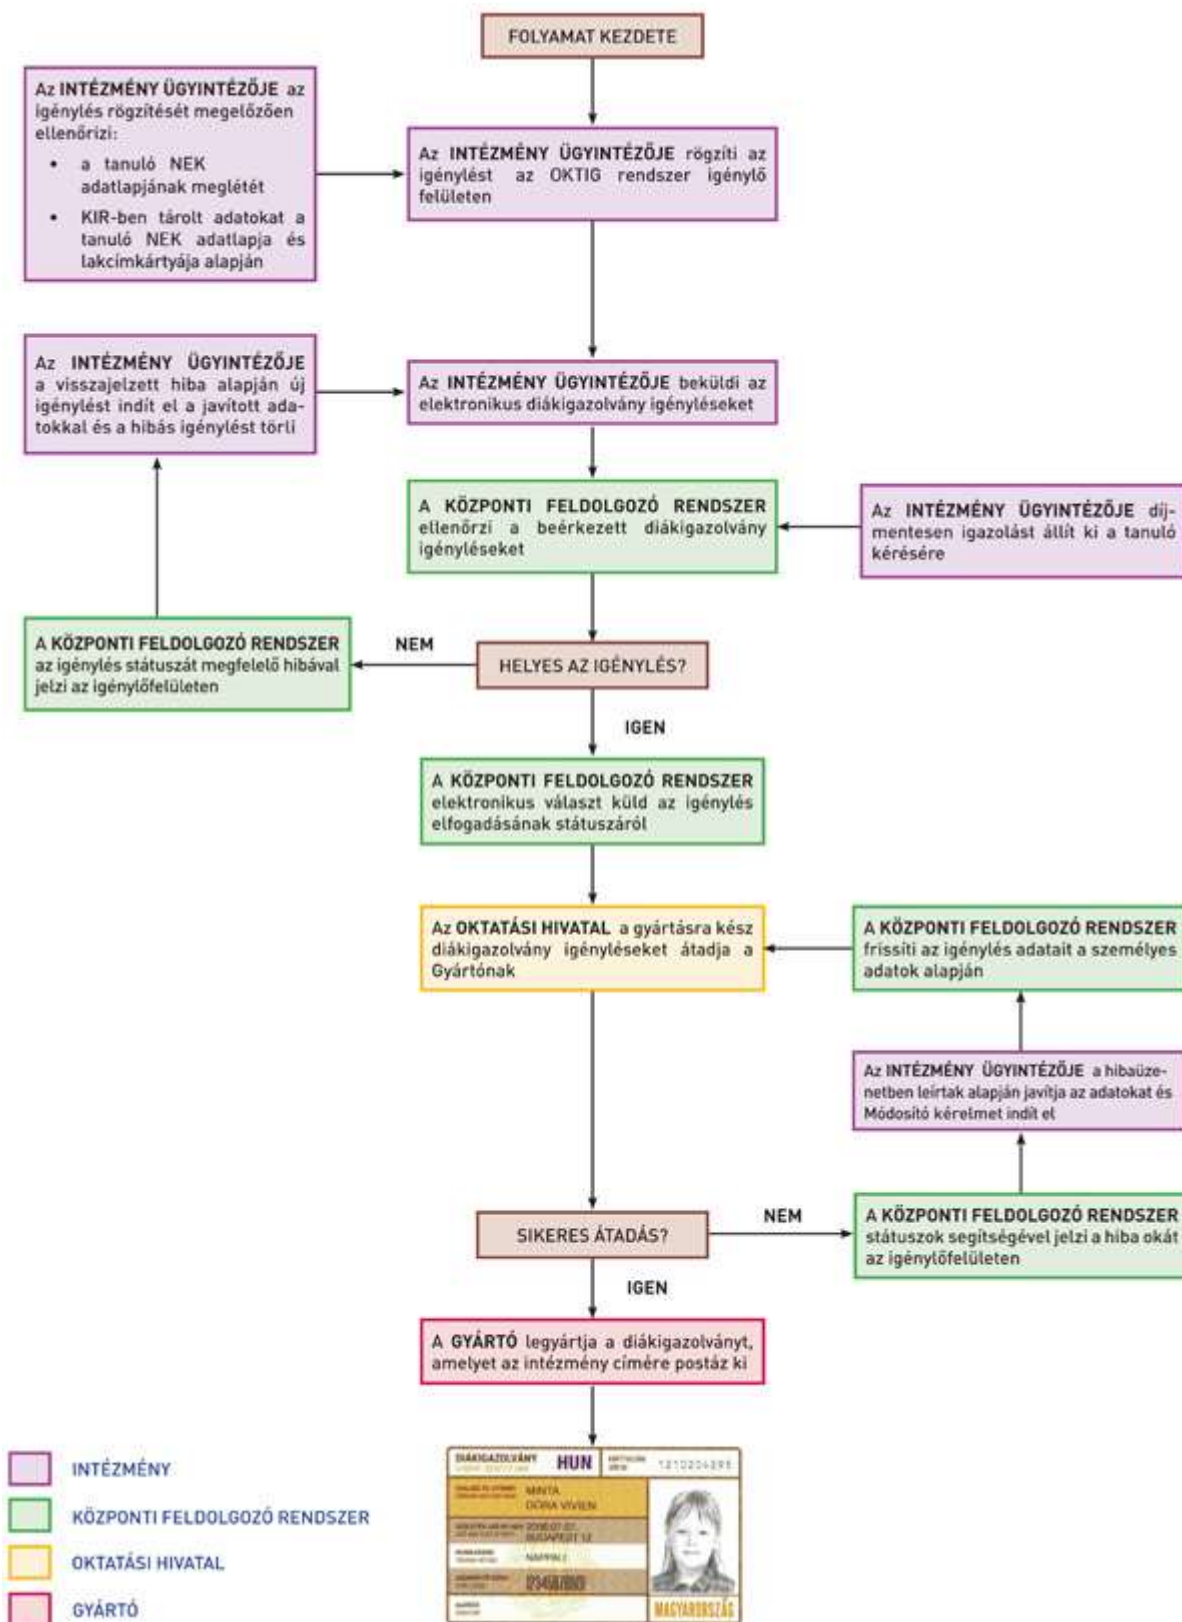 FOLYAMAT KEZDETE
Az INTÉZMÉNY ÜGYINTÉZŐJE az
igénylés rögzítését megelőzően
ellenőrizi:
• a tanuló NEK
adatlapjának meglétét
• KIR-ben tárolt adatokat a
tanuló NEK adatlapja és
lakcímkártyája alapján
Az INTÉZMÉNY ÜGYINTÉZŐJE rögzíti az
igénylést az OKTIG rendszer igénylő
felületen
Az INTÉZMÉNY ÜGYINTÉZŐJE
a visszajelzett hiba alapján új
igénylést indít el a javított ada-
tokkal és a hibás igénylést törli
Az INTÉZMÉNY ÜGYINTÉZŐJE beküldi az
elektronikus diákigazolvány igényléseket
A KÖZPONTI FELDOLGOZÓ RENDSZER
ellenőrzi a beérkezett diákigazolvány
igényléseket
Az INTÉZMÉNY ÜGYINTÉZŐJE díj-
mentesen igazolást állít ki a tanuló
kérésére
A KÖZPONTI FELDOLGOZÓ RENDSZER
az igénylés státuszát megfelelő hibával
jelzi az igénylőfelületen
NEM
HELYES AZ IGÉNYLÉS?
IGEN
A KÖZPONTI FELDOLGOZÓ RENDSZER
elektronikus választ küld az igénylés
elfogadásának státuszáról
Az OKTATÁSI HIVATAL a gyártásra kész
diákigazolvány igényléseket átadja a
Gyártónak
A KÖZPONTI FELDOLGOZÓ RENDSZER
frissíti az igénylés adatait a személyes
adatok alapján
Az INTÉZMÉNY ÜGYINTÉZŐJE a hibaüze-
netben leírtak alapján javítja az adatokat és
Módosító kérelmet indít el
SIKERES ÁTADÁS?
NEM
A KÖZPONTI FELDOLGOZÓ RENDSZER
státuszok segítségével jelzi a hiba okát
az igénylőfelületen
IGEN
A GYÁRTÓ legyártja a diákigazolványt,
amelyet az intézmény címére postáz ki
INTÉZMÉNY
KÖZPONTI FELDOLGOZÓ RENDSZER
OKTATÁSI HIVATAL
GYÁRTÓ
DIÁKIGAZOLVÁNY
HUN
MINTA
DÓRA VIVIEN
BUDAPEST 12
NAPPALI
MAGYARORSZÁG